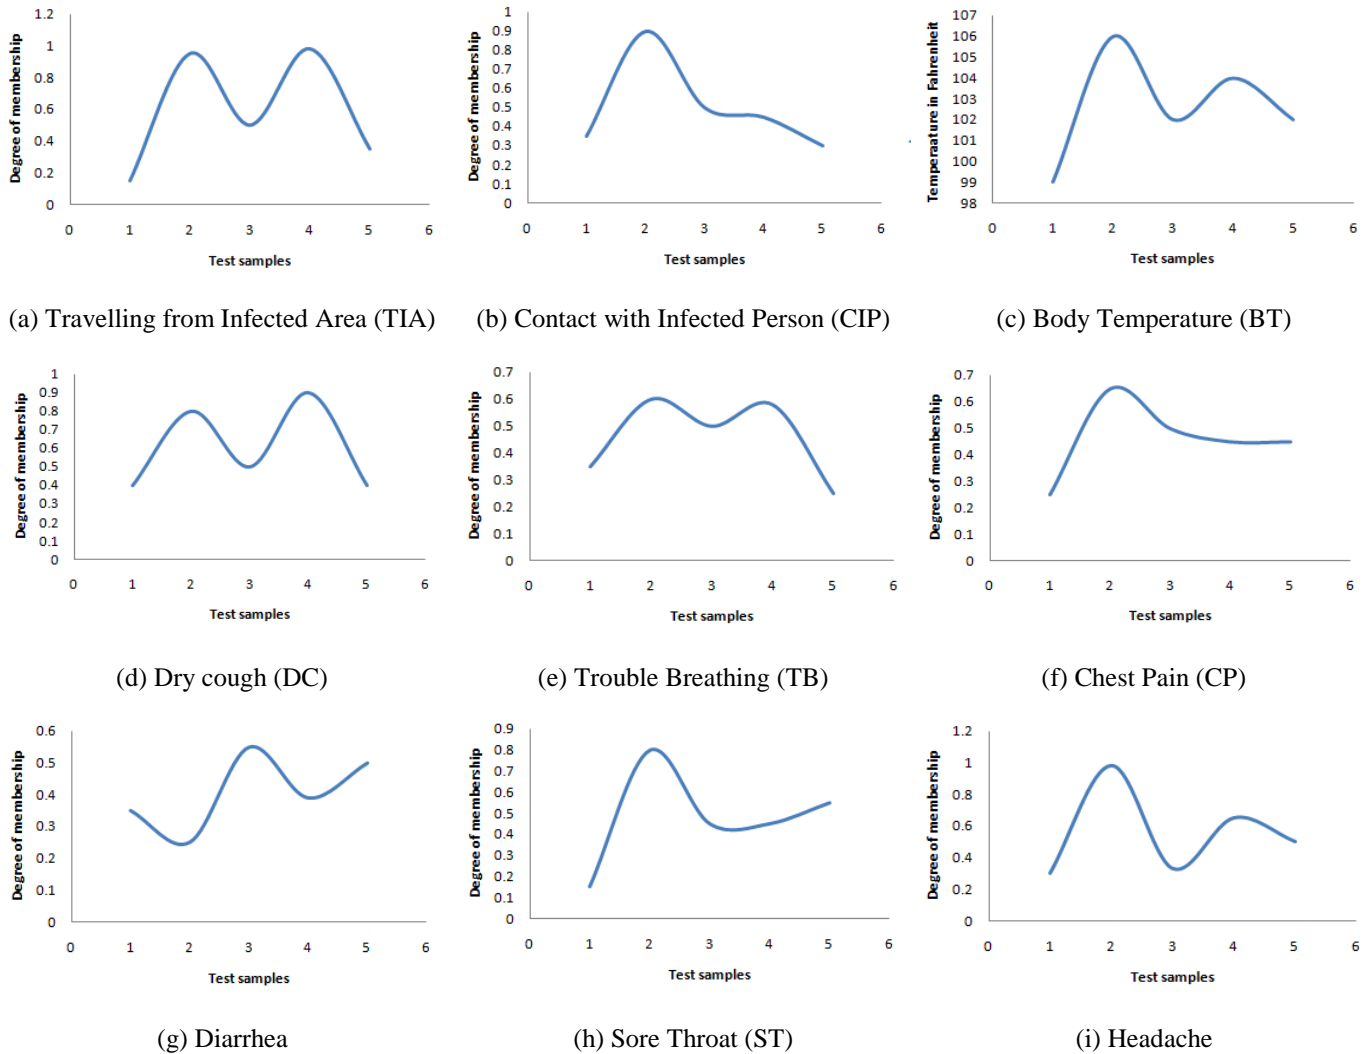 Degree of membership
1.2
1
0.8
0.6
0.4
0.2
0
0 1 2 3 4 5 6
Test samples
(a) Travelling from Infected Area (TIA)
Degree of membership
1
0.9
0.8
0.7
0.6
0.5
0.4
0.3
0.2
0.1
0
0 1 2 3 4 5 6
Test samples
(b) Contact with Infected Person (CIP)
Temperaature in Fahrenheit
107
106
105
104
103
102
101
100
99
98
0 1 2 3 4 5 6
Test samples
(c) Body Temperature (BT)
Degree of membership
1
0.9
0.8
0.7
0.6
0.5
0.4
0.3
0.2
0.1
0
0 1 2 3 4 5 6
Test samples
(d) Dry cough (DC)
Degree of membership
0.7
0.6
0.5
0.4
0.3
0.2
0.1
0
0 1 2 3 4 5 6
Test samples
(e) Trouble Breathing (TB)
Degree of membership
0.7
0.6
0.5
0.4
0.3
0.2
0.1
0
0 1 2 3 4 5 6
Test samples
(f) Chest Pain (CP)
Degree of membership
0.6
0.5
0.4
0.3
0.2
0.1
0
0 1 2 3 4 5 6
Test samples
(g) Diarrhea
Degree of membership
0.9
0.8
0.7
0.6
0.5
0.4
0.3
0.2
0.1
0
0 1 2 3 4 5 6
Test samples
(h) Sore Throat (ST)
Degree of membership
1.2
1
0.8
0.6
0.4
0.2
0
0 1 2 3 4 5 6
Test samples
(i) Headache